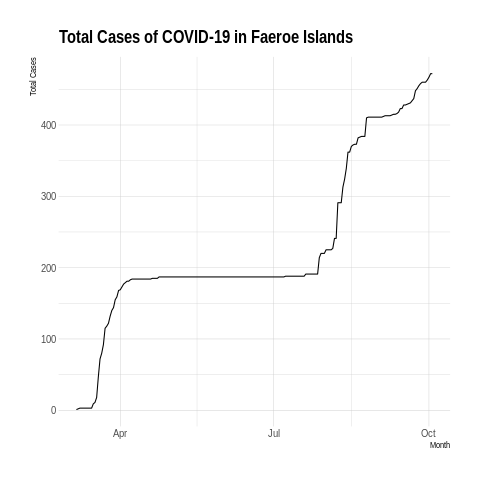 Total Cases of COVID-19 in Faeroe Islands
Total Cases
400
300
200
100
0
Apr
Jul
Oct
Month